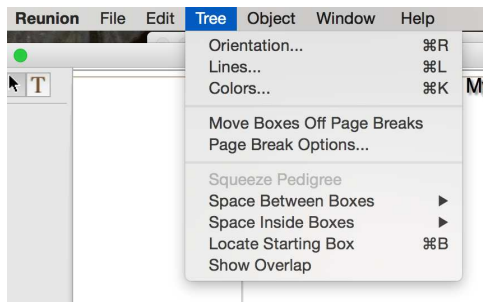 Reunion File Edit Tree Object Window Help
Orientation... ⌘R
Lines... ⌘L
Colors... ⌘K
T
Move Boxes Off Page Breaks
Page Break Options...
Squeeze Pedigree
Space Between Boxes ▶
Space Inside Boxes ▶
Locate Starting Box ⌘B
Show Overlap